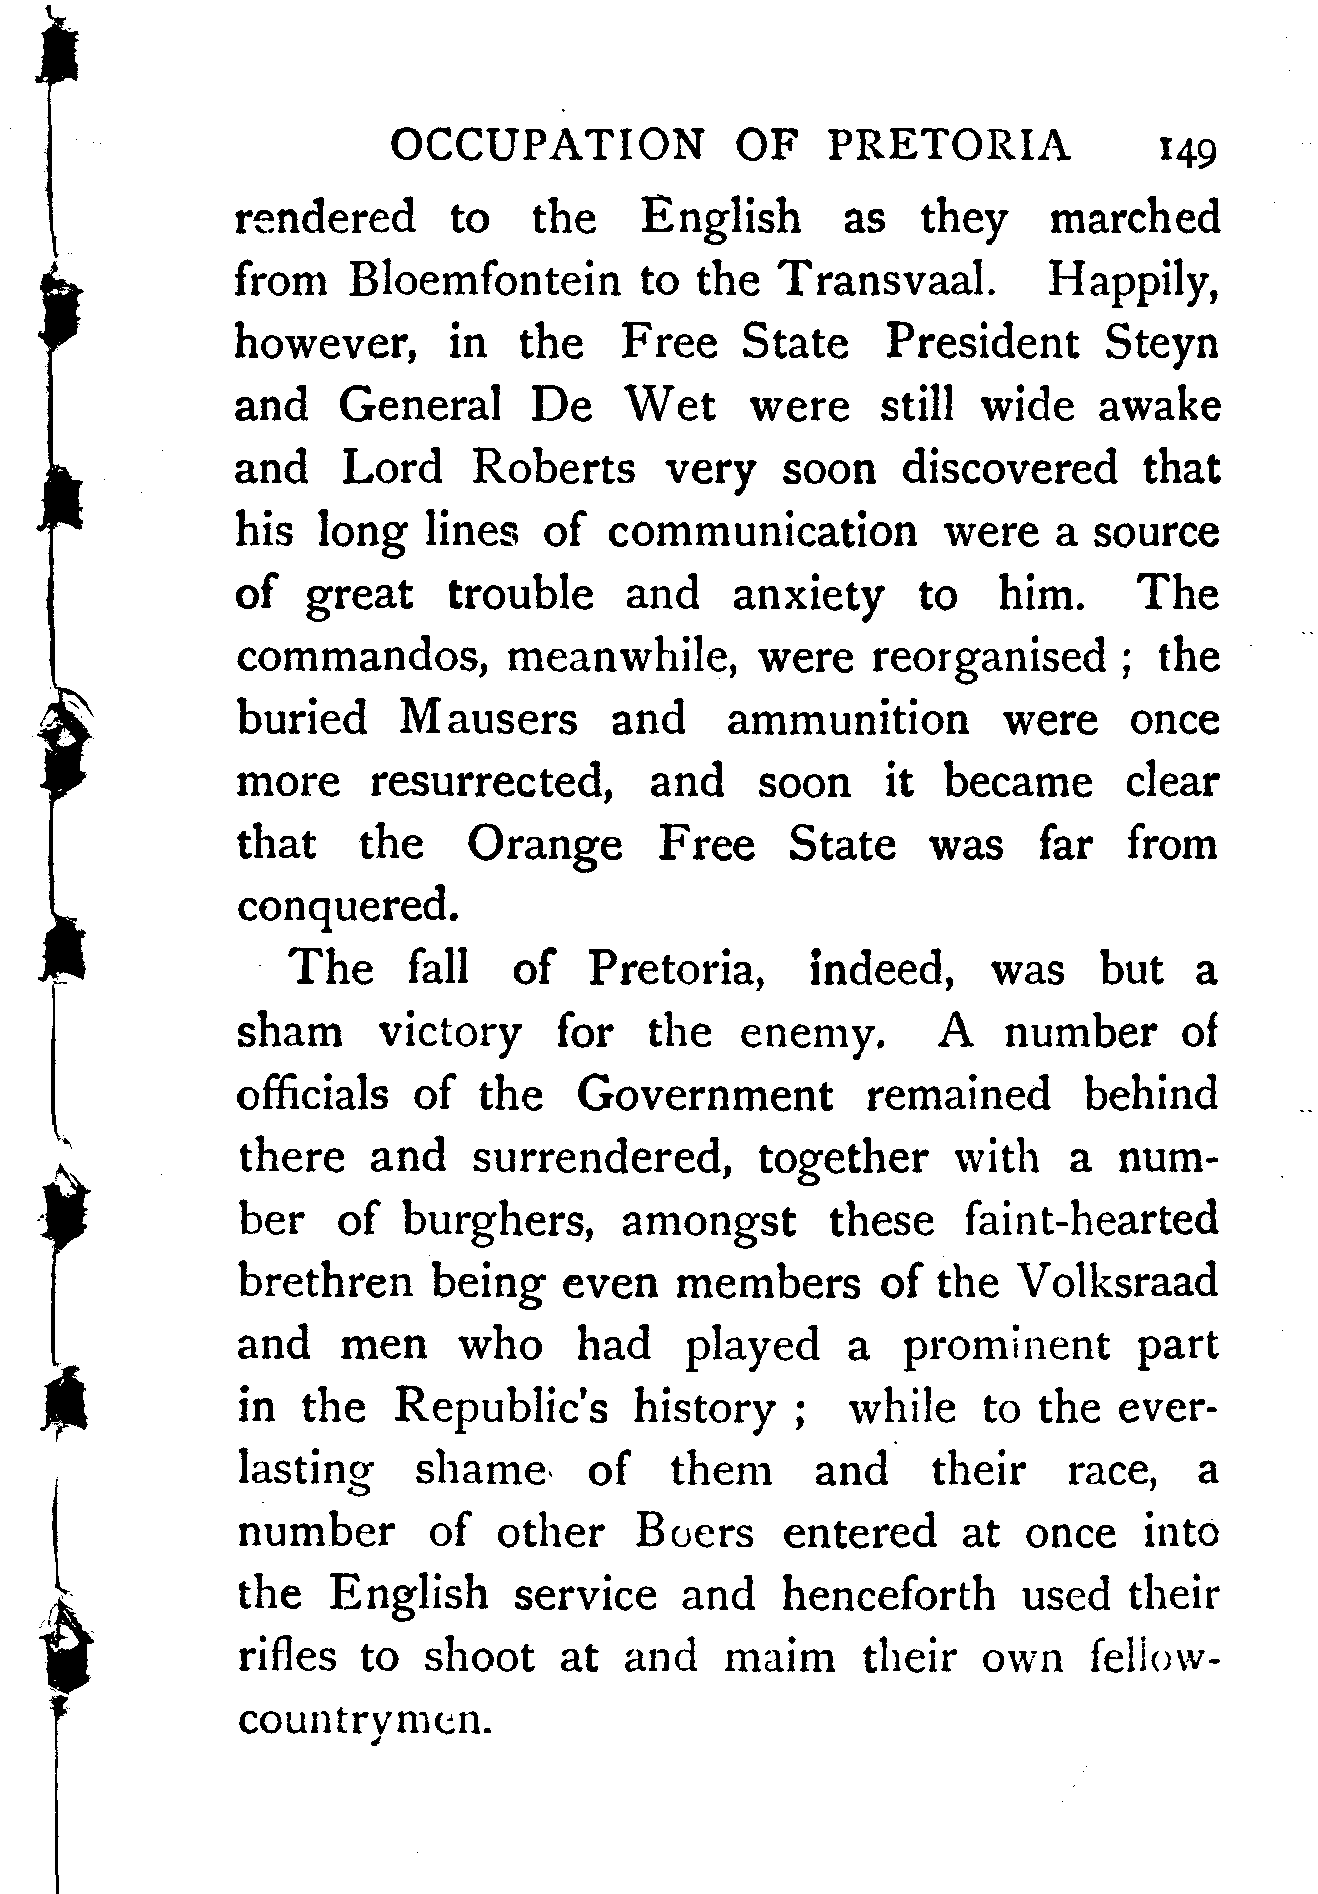 OCCUPATION OF PRETORIA 149
rendered to the English as they marched
from Bloemfontein to the Transvaal. Happily,
however, in the Free State President Steyn
and General De Wet were still wide awake
and Lord Roberts very soon discovered that
his long lines of communication were a source
of great trouble and anxiety to him. The
commandos, meanwhile, were reorganised ; the
buried Mausers and ammunition were once
more resurrected, and soon it became clear
that the Orange Free State was far from
conquered.
The fall of Pretoria, indeed, was but a
sham victory for the enemy. A number of
officials of the Government remained behind
there and surrendered, together with a num-
ber of burghers, amongst these faint-hearted
brethren being even members of the Volksraad
and men who had played a prominent part
in the Republic's history ; while to the ever-
lasting shame of them and their race, a
number of other Boers entered at once into
the English service and henceforth used their
rifles to shoot at and maim their own fellow-
countrymen.